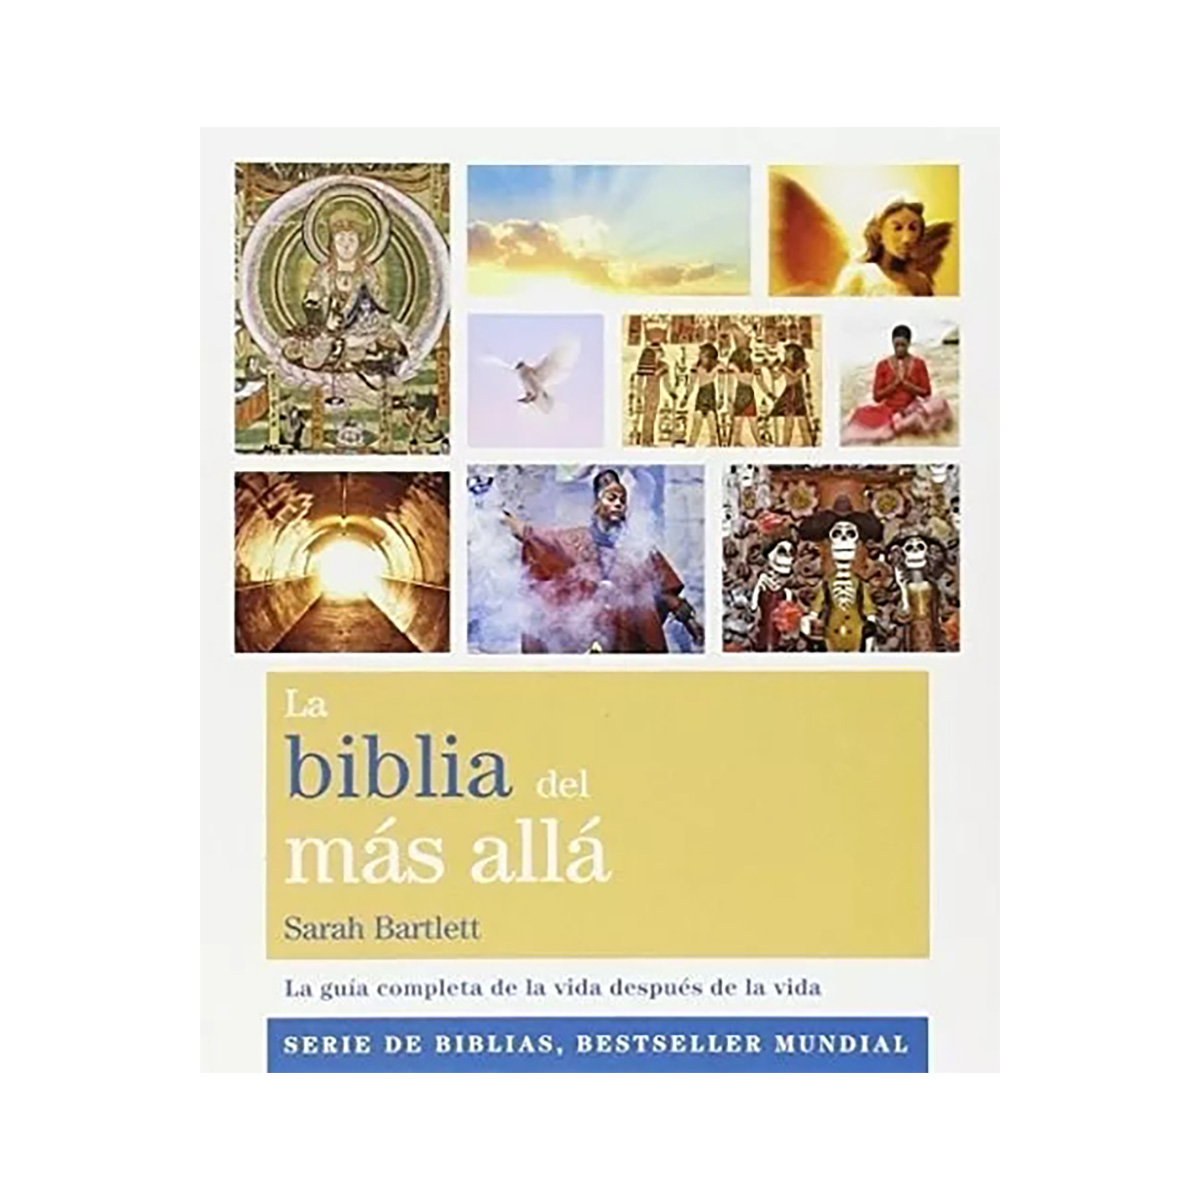 La
biblia del
más allá
Sarah Bartlett
La guía completa de la vida después de la vida
SERIE DE BIBLIAS, BESTSELLER MUNDIAL